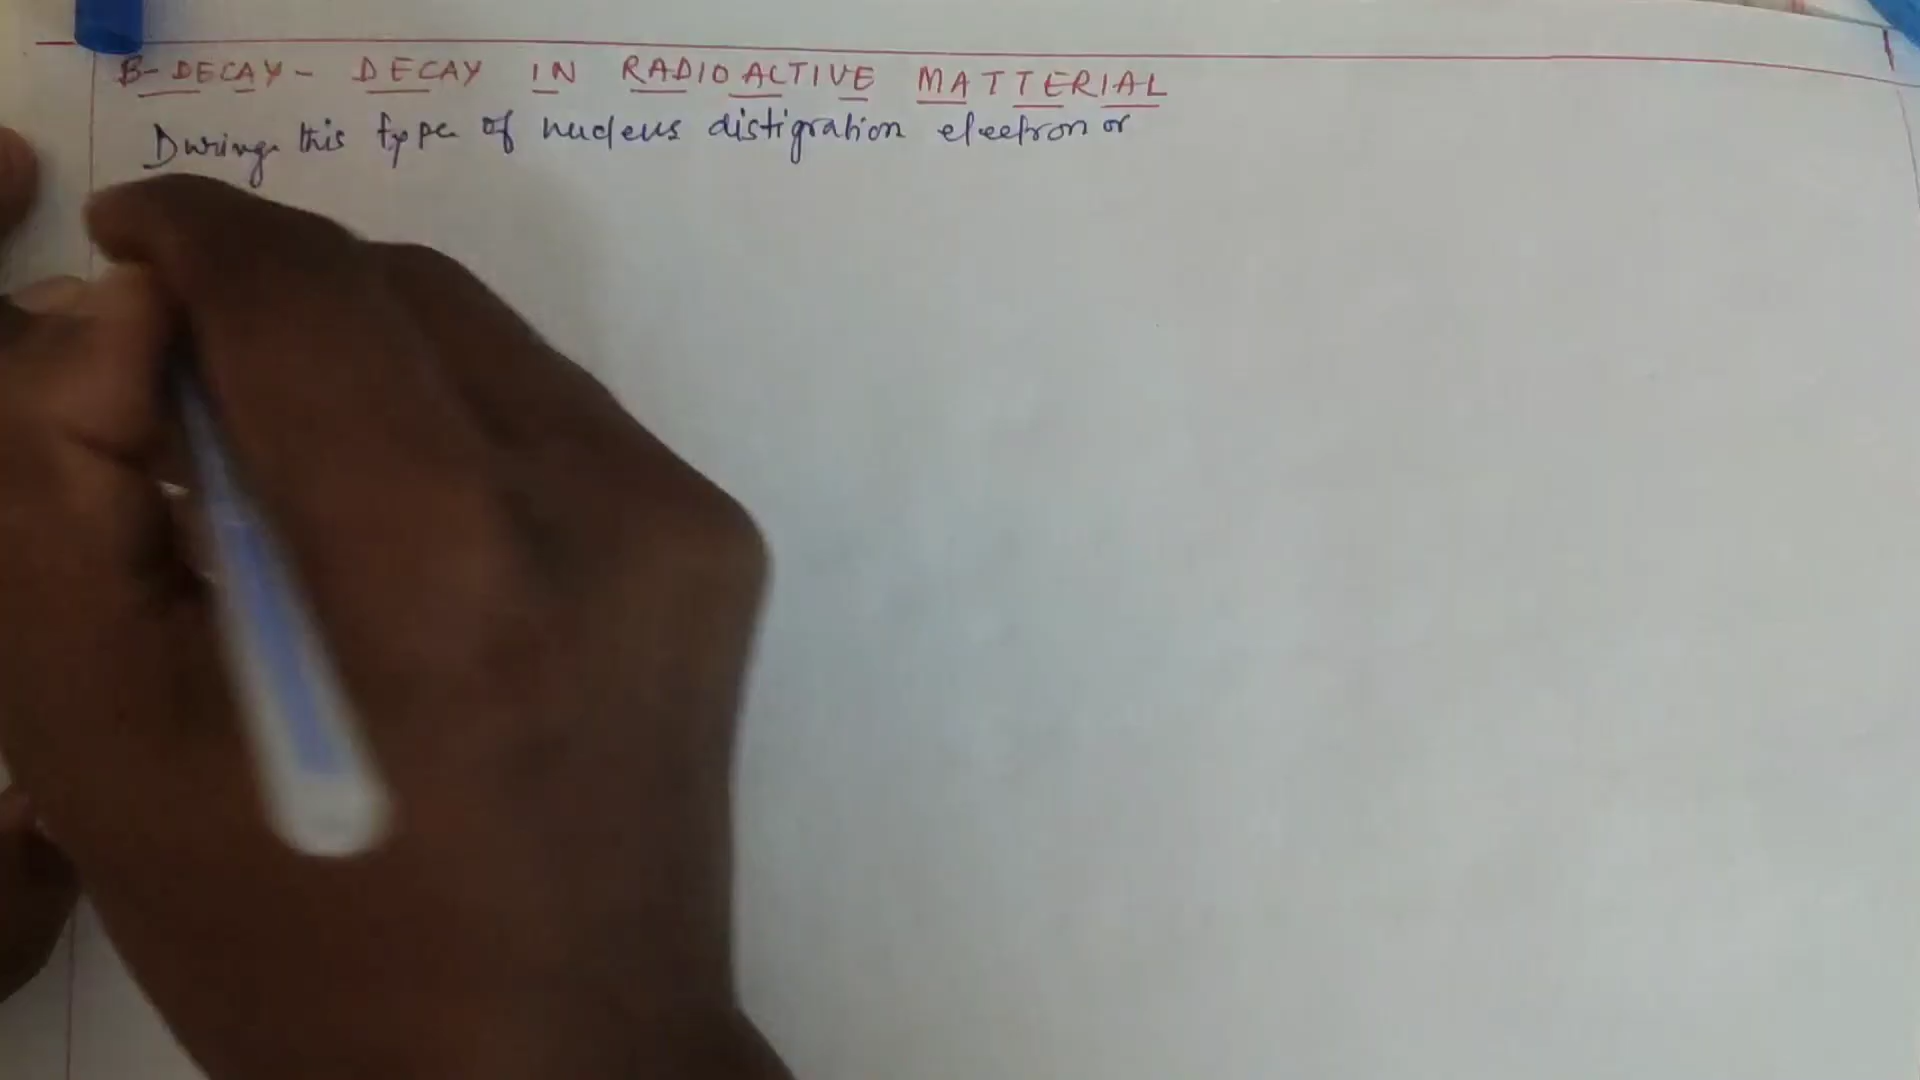 B-DECAY- DECAY IN RADIOACTIVE MATTERIAL
During this type of nucleus distigration electron or